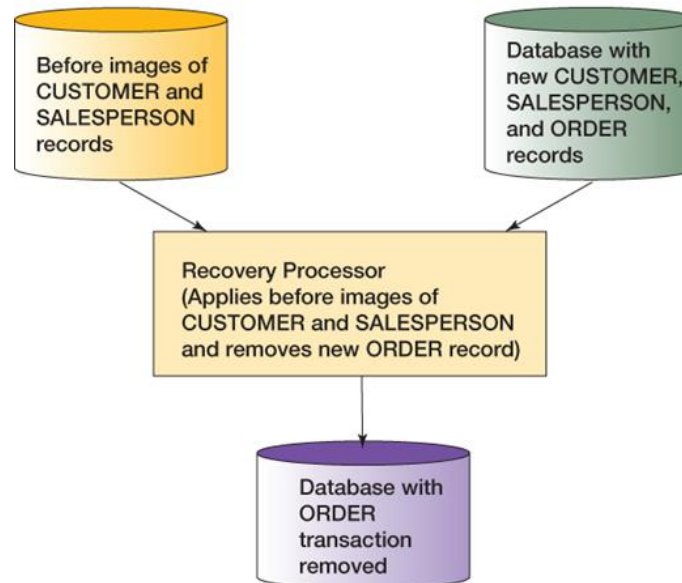 Before images of
CUSTOMER and
SALESPERSON
records
Database with
new CUSTOMER,
SALESPERSON,
and ORDER
records
Recovery Processor
(Applies before images of
CUSTOMER and SALESPERSON
and removes new ORDER record)
Database with
ORDER
transaction
removed